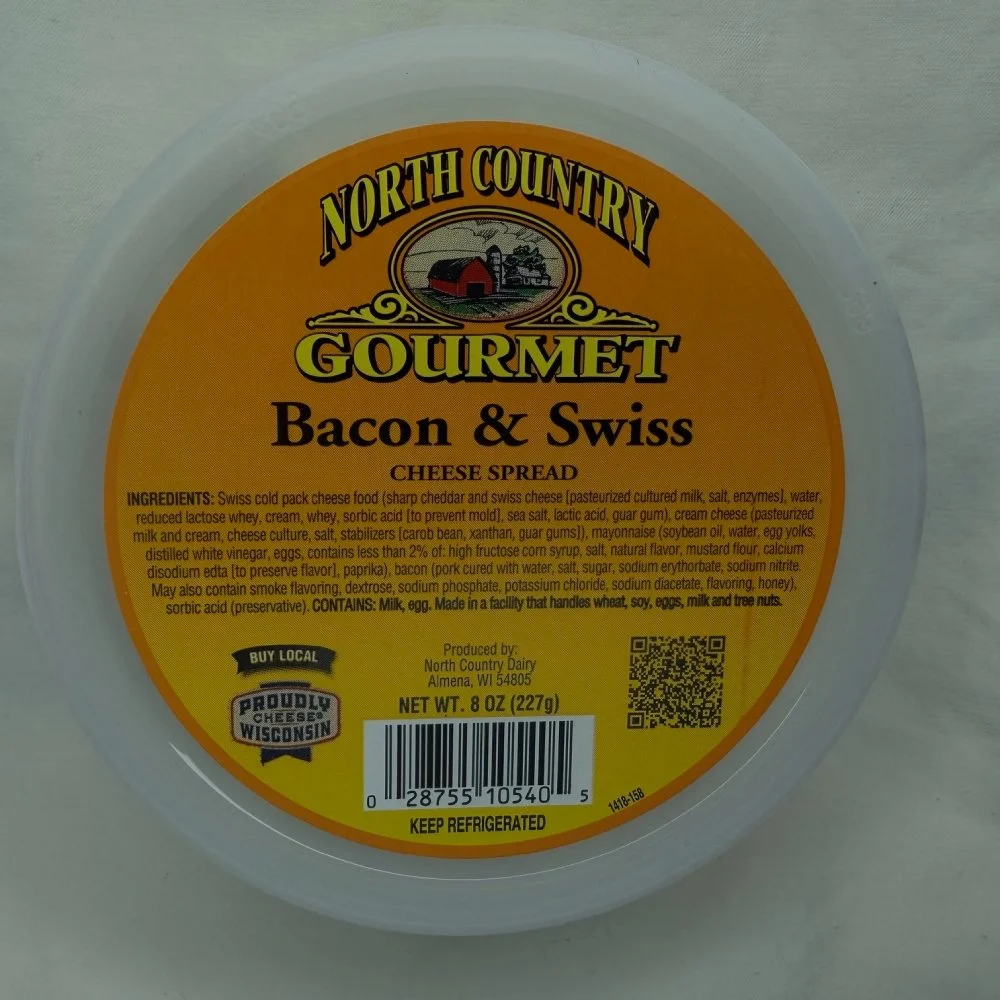 NORTH COUNTRY
GOURMET
Bacon & Swiss
CHEESE SPREAD
INGREDIENTS: Swiss cold pack cheese food (sharp cheddar and swiss cheese [pasteurized cultured milk, salt, enzymes], water,
reduced lactose whey, cream, whey, sorbic acid [to prevent mold], sea salt, lactic acid, guar gum), cream cheese (pasteurized
milk and cream, cheese culture, salt, stabilizers [carob bean, xanthan, guar gums]), mayonnaise (soybean oil, water, egg yolks,
distilled white vinegar, eggs, contains less than 2% of: high fructose corn syrup, salt, natural flavor, mustard flour, calcium
disodium edta [to preserve flavor], paprika), bacon (pork cured with water, salt, sugar, sodium erythorbate, sodium nitrite.
May also contain smoke flavoring, dextrose, sodium phosphate, potassium chloride, sodium diacetate, flavoring, honey),
sorbic acid (preservative). CONTAINS: Milk, egg. Made in a facility that handles wheat, soy, eggs, milk and tree nuts.
BUY LOCAL
PROUDLY
CHEESE®
WISCONSIN
Produced by:
North Country Dairy
Almena, WI 54805
NET WT. 8 OZ (227g)
0 28755 10540 5
KEEP REFRIGERATED
1418-158